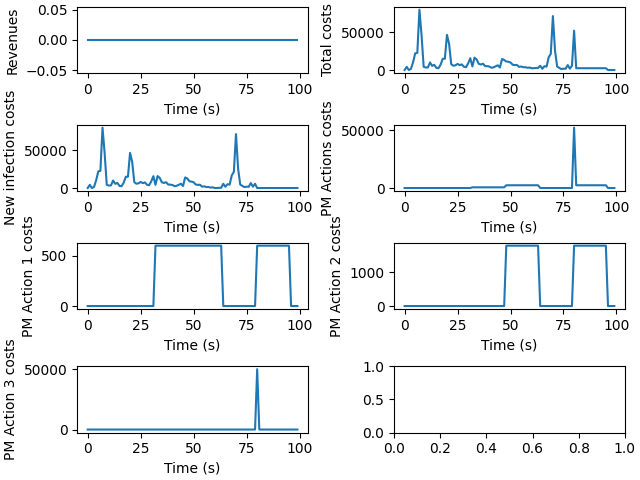 Revenues
0.05
0.00
−0.05
0 25 50 75 100
Time (s)
Total costs
50000
0
0 25 50 75 100
Time (s)
New infection costs
50000
0
0 25 50 75 100
Time (s)
PM Actions costs
50000
0
0 25 50 75 100
Time (s)
PM Action 1 costs
500
0
0 25 50 75 100
Time (s)
PM Action 2 costs
1000
0
0 25 50 75 100
Time (s)
PM Action 3 costs
50000
0
0 25 50 75 100
Time (s)
1.0
0.5
0.0
0.0 0.2 0.4 0.6 0.8 1.0